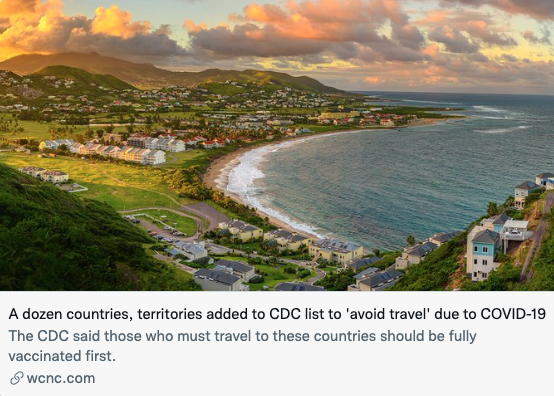 A dozen countries, territories added to CDC list to 'avoid travel' due to COVID-19
The CDC said those who must travel to these countries should be fully
vaccinated first.
wcnc.com